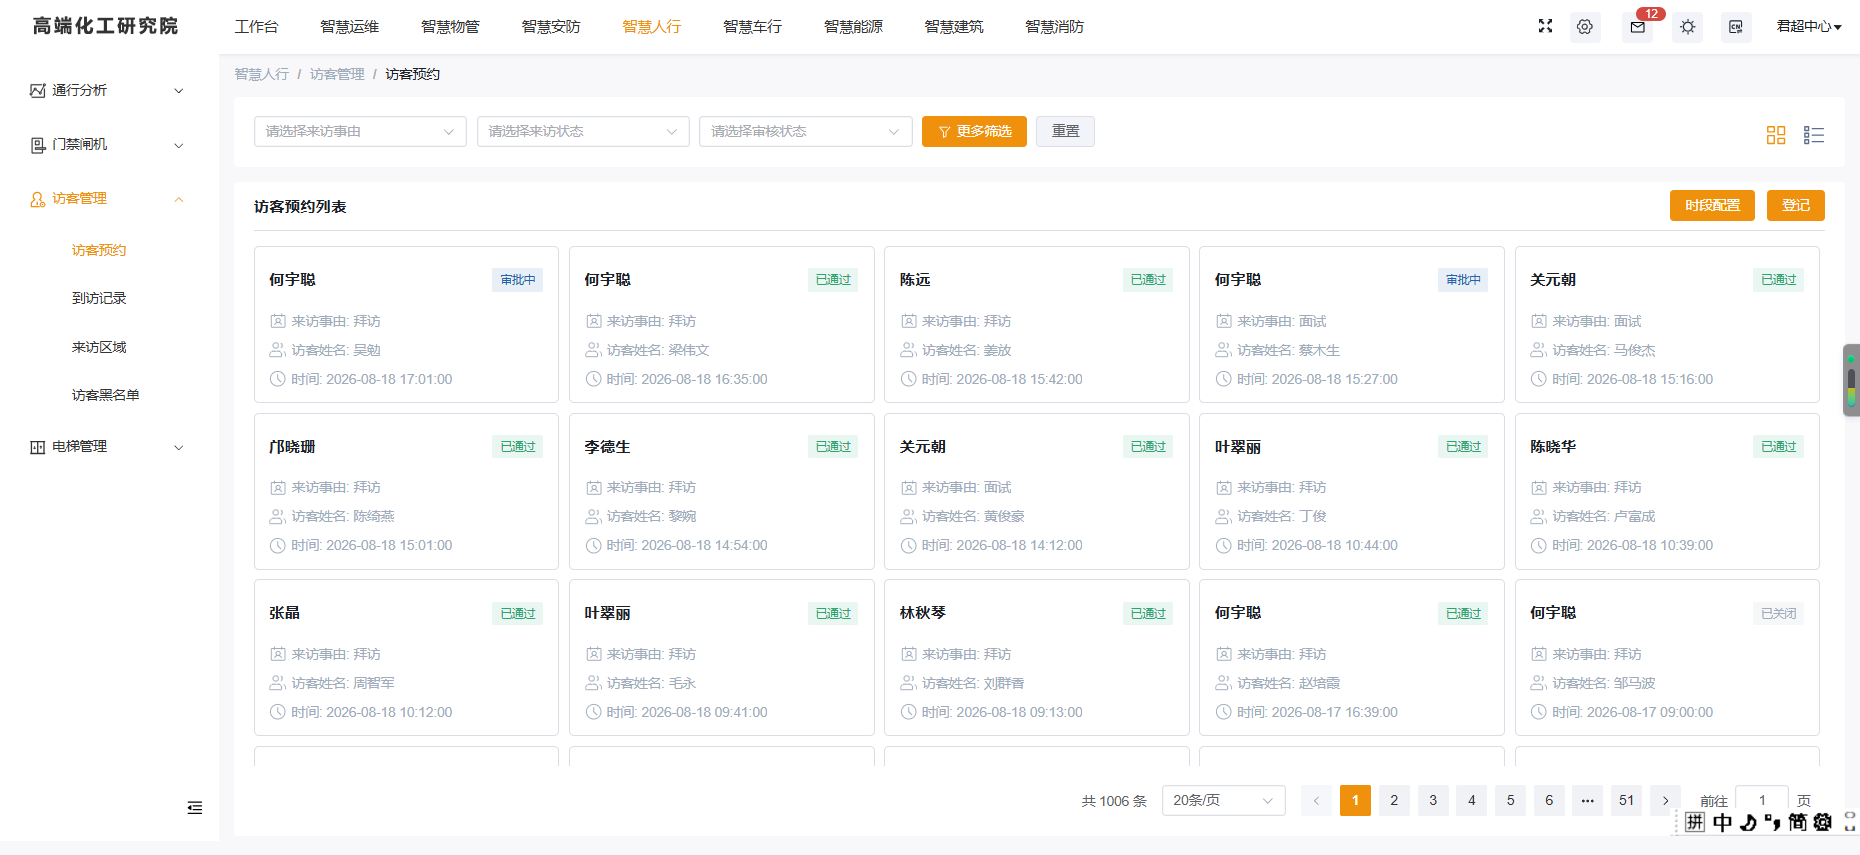 高端化工研究院
工作台 智慧运维 智慧物管 智慧安防 智慧人行 智慧车行 智慧能源 智慧建筑 智慧消防
12
君超中心
智慧人行 / 访客管理 / 访客预约
通行分析
门禁闸机
访客管理
访客预约
到访记录
来访区域
访客黑名单
电梯管理
请选择来访事由 请选择来访状态 请选择审核状态 更多筛选 重置
访客预约列表 时段配置 登记
何宇聪 审批中
来访事由: 拜访
访客姓名: 吴勉
时间: 2026-08-18 17:01:00
何宇聪 已通过
来访事由: 拜访
访客姓名: 梁伟文
时间: 2026-08-18 16:35:00
陈远 已通过
来访事由: 拜访
访客姓名: 姜放
时间: 2026-08-18 15:42:00
何宇聪 审批中
来访事由: 面试
访客姓名: 蔡木生
时间: 2026-08-18 15:27:00
关元朝 已通过
来访事由: 面试
访客姓名: 马俊杰
时间: 2026-08-18 15:16:00
邝晓珊 已通过
来访事由: 拜访
访客姓名: 陈绮燕
时间: 2026-08-18 15:01:00
李德生 已通过
来访事由: 拜访
访客姓名: 黎婉
时间: 2026-08-18 14:54:00
关元朝 已通过
来访事由: 面试
访客姓名: 黄俊豪
时间: 2026-08-18 14:12:00
叶翠丽 已通过
来访事由: 拜访
访客姓名: 丁俊
时间: 2026-08-18 10:44:00
陈晓华 已通过
来访事由: 拜访
访客姓名: 卢富成
时间: 2026-08-18 10:39:00
张晶 已通过
来访事由: 拜访
访客姓名: 周智军
时间: 2026-08-18 10:12:00
叶翠丽 已通过
来访事由: 拜访
访客姓名: 毛永
时间: 2026-08-18 09:41:00
林秋琴 已通过
来访事由: 拜访
访客姓名: 刘群香
时间: 2026-08-18 09:13:00
何宇聪 已通过
来访事由: 拜访
访客姓名: 赵培霞
时间: 2026-08-17 16:39:00
何宇聪 已关闭
来访事由: 拜访
访客姓名: 邹马波
时间: 2026-08-17 09:00:00
共 1006 条 20条/页 1 2 3 4 5 6 ··· 51 前往 1 页
拼 中 简